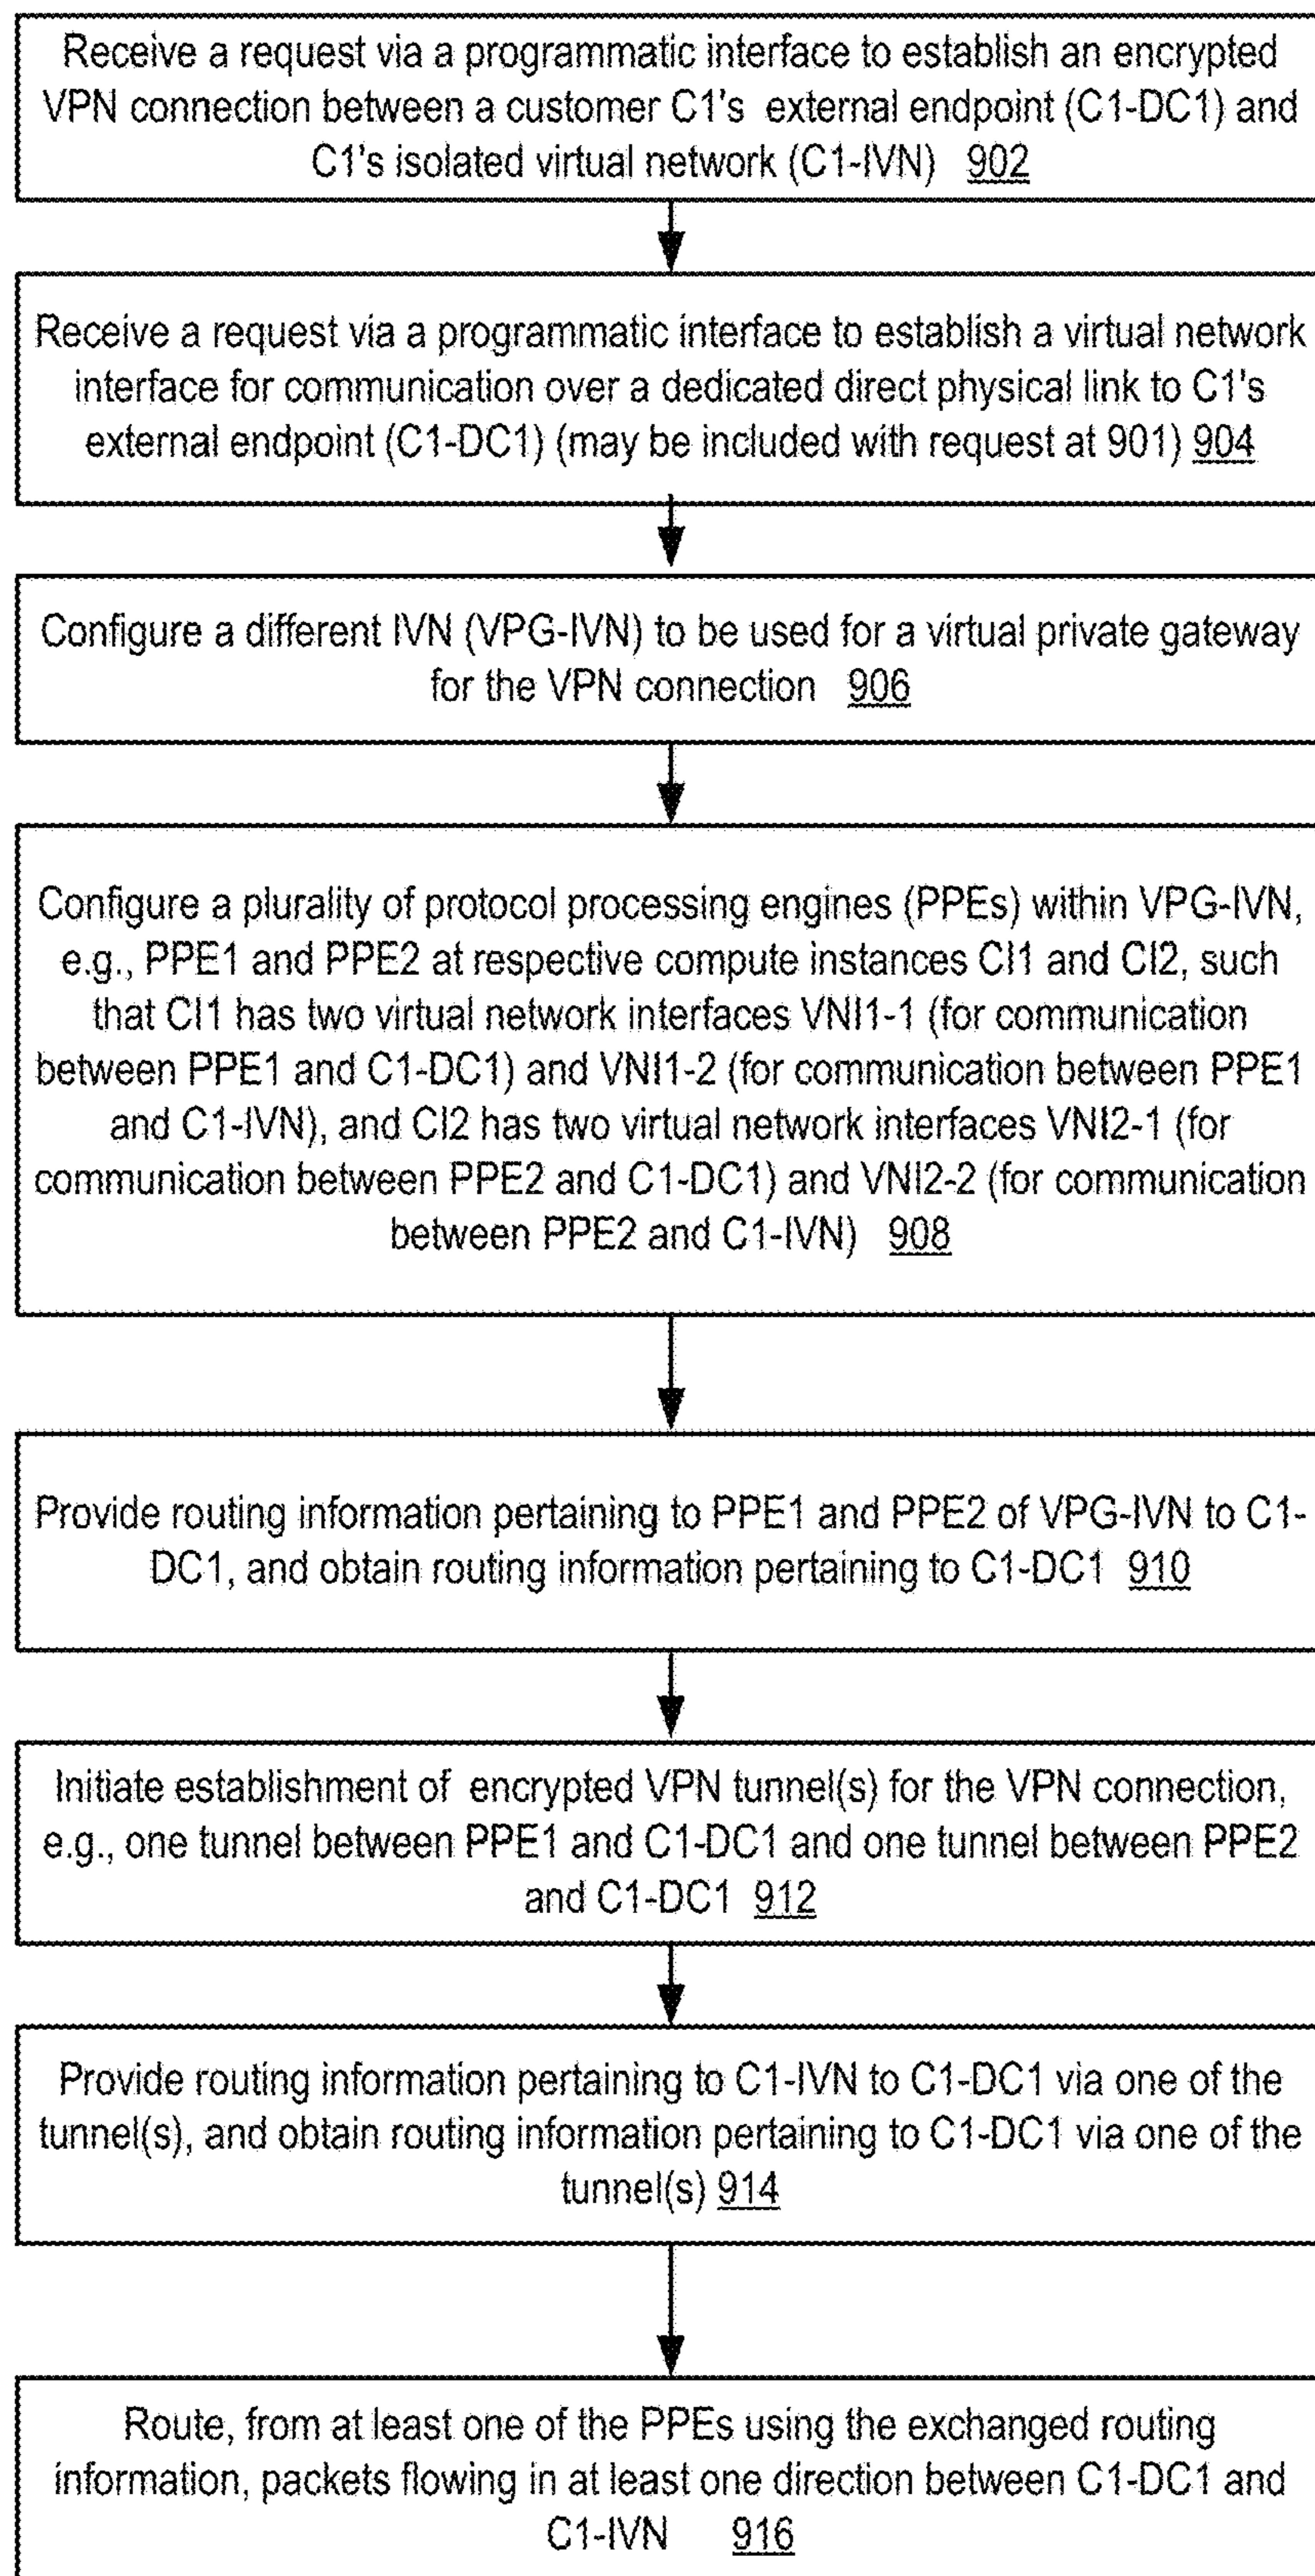 Receive a request via a programmatic interface to establish an encrypted
VPN connection between a customer C1's external endpoint (C1-DC1) and
C1's isolated virtual network (C1-IVN) 902
Receive a request via a programmatic interface to establish a virtual network
interface for communication over a dedicated direct physical link to C1's
external endpoint (C1-DC1) (may be included with request at 901) 904
Configure a different IVN (VPG-IVN) to be used for a virtual private gateway
for the VPN connection 906
Configure a plurality of protocol processing engines (PPEs) within VPG-IVN,
e.g., PPE1 and PPE2 at respective compute instances CI1 and CI2, such
that CI1 has two virtual network interfaces VNI1-1 (for communication
between PPE1 and C1-DC1) and VNI1-2 (for communication between PPE1
and C1-IVN), and CI2 has two virtual network interfaces VNI2-1 (for
communication between PPE2 and C1-DC1) and VNI2-2 (for communication
between PPE2 and C1-IVN) 908
Provide routing information pertaining to PPE1 and PPE2 of VPG-IVN to C1-
DC1, and obtain routing information pertaining to C1-DC1 910
Initiate establishment of encrypted VPN tunnel(s) for the VPN connection,
e.g., one tunnel between PPE1 and C1-DC1 and one tunnel between PPE2
and C1-DC1 912
Provide routing information pertaining to C1-IVN to C1-DC1 via one of the
tunnel(s), and obtain routing information pertaining to C1-DC1 via one of the
tunnel(s) 914
Route, from at least one of the PPEs using the exchanged routing
information, packets flowing in at least one direction between C1-DC1 and
C1-IVN 916